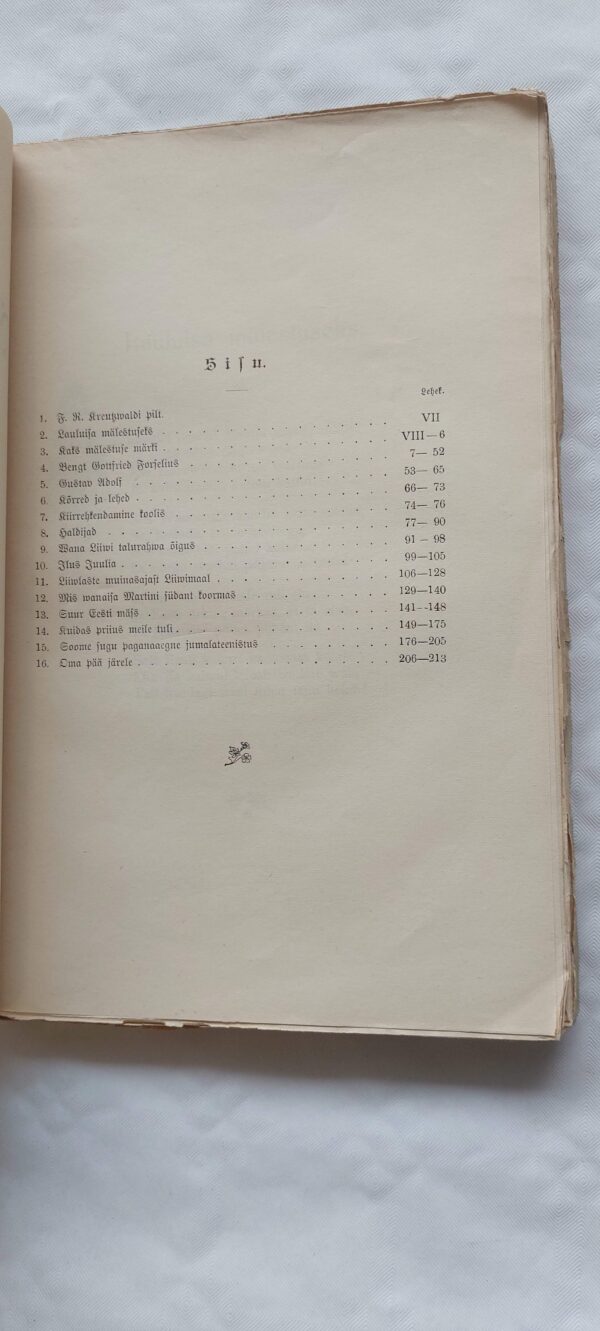 Sisu.
Lehek.
1. F. R. Kreutzwaldi pilt.
2. Lauluisa mälestuseks . . . . . . . . . . . . . . VII
3. Kaks mälestuse märki . . . . . . . . . . . . . . VIII—6
4. Bengt Gottfried Forselius . . . . . . . . . . . . . . 7— 52
5. Gustav Adolf . . . . . . . . . . . . . . 53— 65
6. Kõrred ja lehed . . . . . . . . . . . . . . 66— 73
7. Kiirrehkendamine koolis . . . . . . . . . . . . . . 74— 76
8. Haldijad . . . . . . . . . . . . . . 77— 90
9. Wana Liiwi talurahwa õigus . . . . . . . . . . . . . . 91— 98
10. Ilus Juulia . . . . . . . . . . . . . . 99—105
11. Liiwlaste muinasajast Liiwimaal . . . . . . . . . . . . 106—128
12. Mis wanaisa Martini südant koormas . . . . . . . . . . 129—140
13. Suur Eesti mäss . . . . . . . . . . . . . . 141—148
14. Kuidas priius meile tuli . . . . . . . . . . . . . . 149—175
15. Soome sugu paganaaegne jumalateenistus . . . . . . . . 176—205
16. Oma pää järele . . . . . . . . . . . . . . 206—213